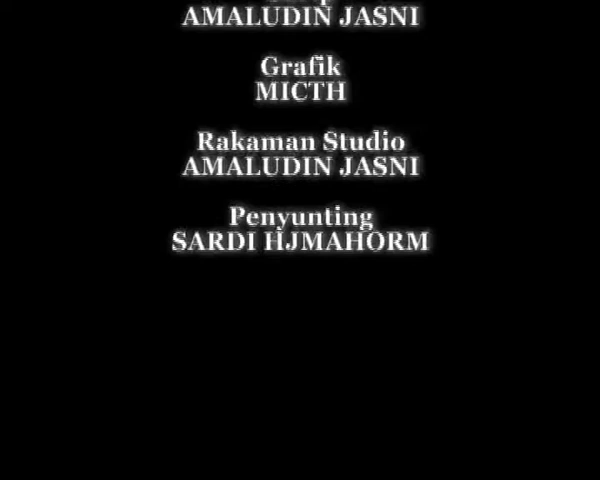 AMALUDIN JASNI
Grafik
MICTH
Rakaman Studio
AMALUDIN JASNI
Penyunting
SARDI HJMAHORM